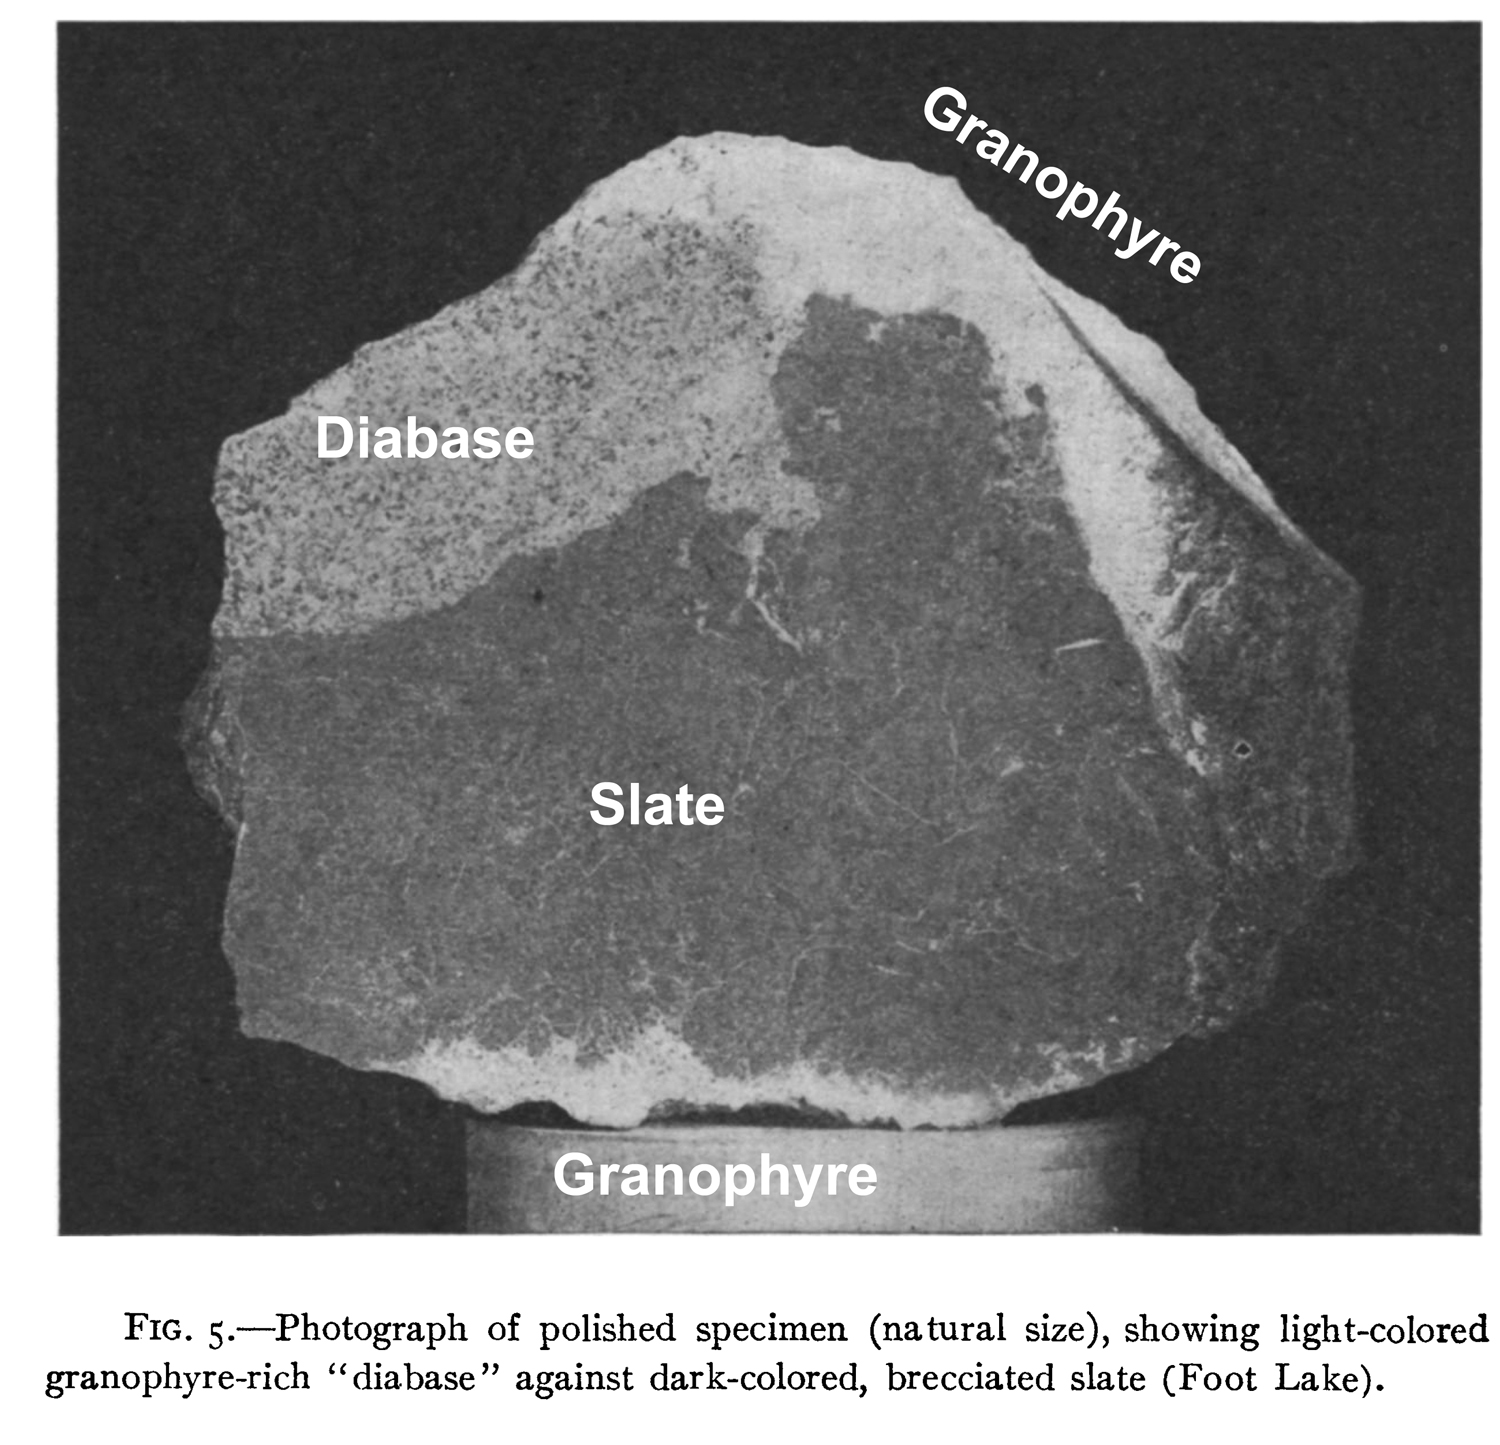 Granophyre
Diabase
Slate
Granophyre
FIG. 5.—Photograph of polished specimen (natural size), showing light-colored
granophyre-rich “diabase” against dark-colored, brecciated slate (Foot Lake).